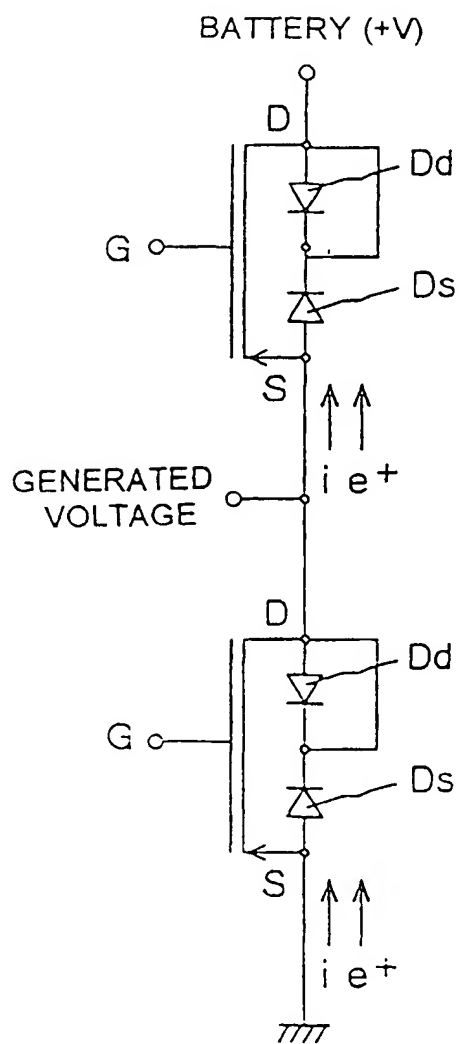 BATTERY (+V)
D
Dd
G
Ds
S
i e+
GENERATED
VOLTAGE
D
Dd
G
Ds
S
i e+